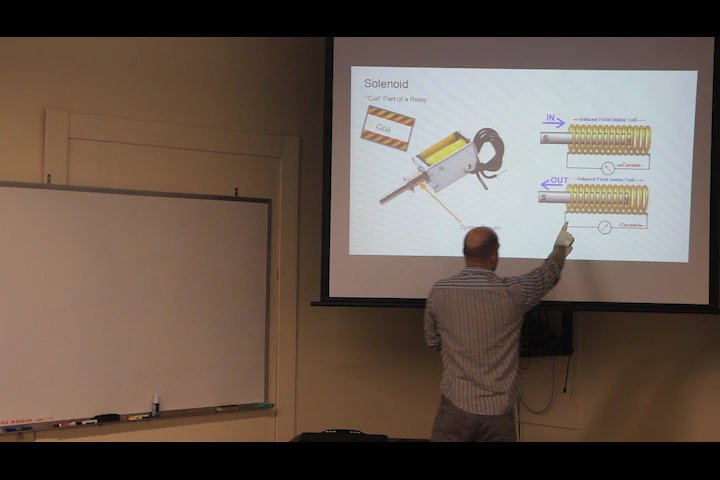 Solenoid
"Coil" Part of a Relay
Coil
IN
Induced Field Inside Coil
S
Current
OUT
Induced Field Inside Coil
S
Current